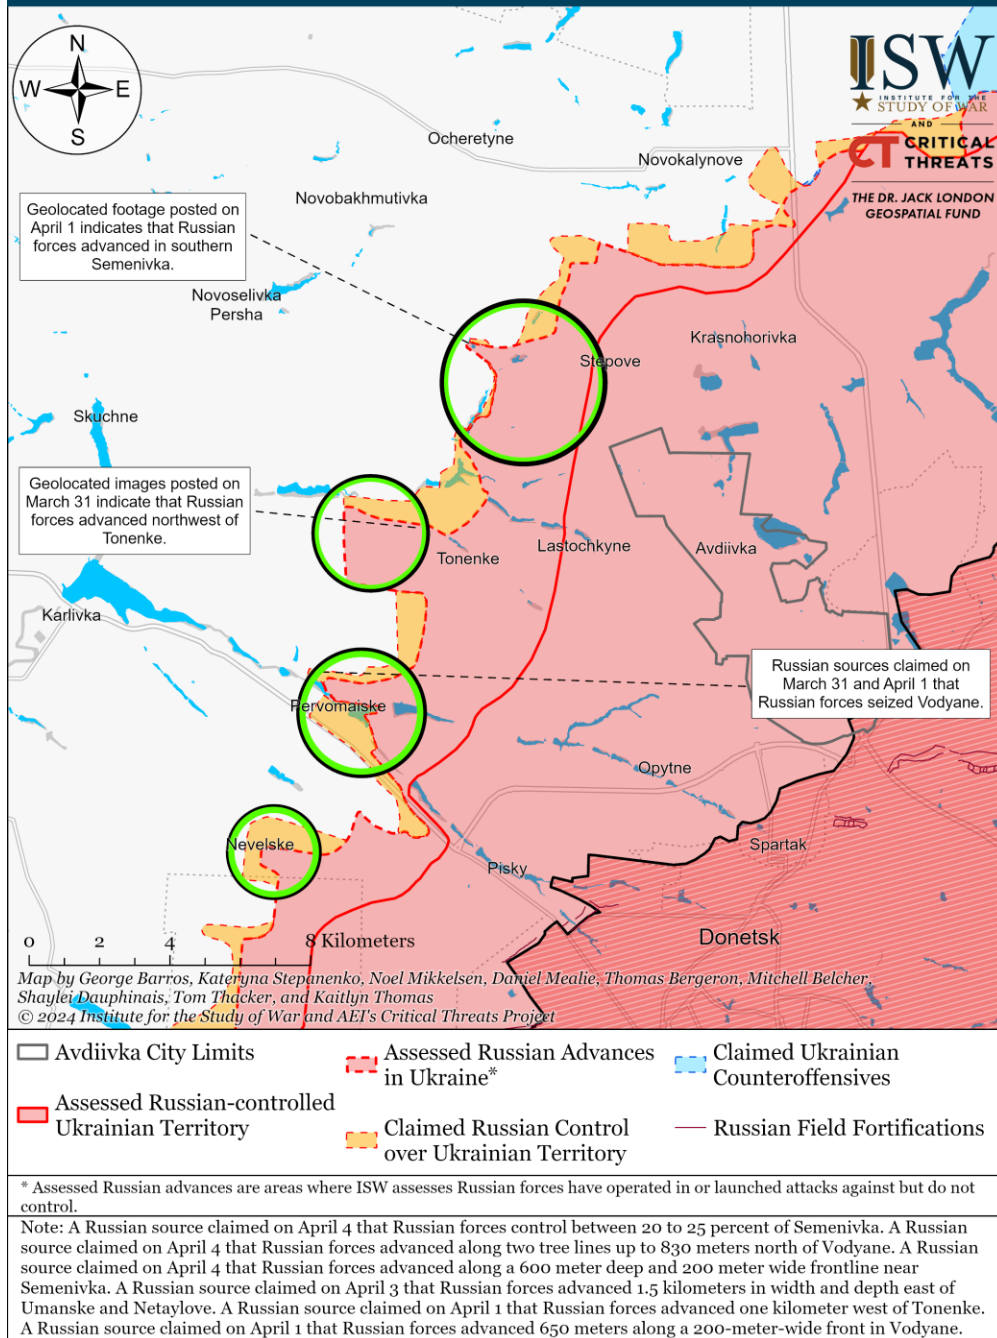 N
W
E
S
ISW
INSTITUTE FOR THE
STUDY OF WAR
AND
CT CRITICAL
THREATS
THE DR. JACK LONDON
GEOSPATIAL FUND
Ocheretyne
Novokalynove
Novobakhmutivka
Geolocated footage posted on
April 1 indicates that Russian
forces advanced in southern
Semenivka.
Novoselivka
Persha
Krasnohorivka
Stepove
Skuchne
Geolocated images posted on
March 31 indicate that Russian
forces advanced northwest of
Tonenke.
Tonenke
Lastochkyne
Avdiivka
Karlivka
Russian sources claimed on
March 31 and April 1 that
Russian forces seized Vodyane.
Pervomaiske
Opytne
Nevelske
Spartak
Pisky
Donetsk
0 2 4 8 Kilometers
Map by George Barros, Kateryna Stepanenko, Noel Mikkelsen, Daniel Mealie, Thomas Bergeron, Mitchell Belcher,
Shaylei Dauphinais, Tom Thacker, and Kaitlyn Thomas
© 2024 Institute for the Study of War and AEI's Critical Threats Project
Avdiivka City Limits
Assessed Russian-controlled
Ukrainian Territory
Assessed Russian Advances
in Ukraine*
Claimed Russian Control
over Ukrainian Territory
Claimed Ukrainian
Counteroffensives
Russian Field Fortifications
* Assessed Russian advances are areas where ISW assesses Russian forces have operated in or launched attacks against but do not
control.
Note: A Russian source claimed on April 4 that Russian forces control between 20 to 25 percent of Semenivka. A Russian
source claimed on April 4 that Russian forces advanced along two tree lines up to 830 meters north of Vodyane. A Russian
source claimed on April 4 that Russian forces advanced along a 600 meter deep and 200 meter wide frontline near
Semenivka. A Russian source claimed on April 3 that Russian forces advanced 1.5 kilometers in width and depth east of
Umanske and Netaylove. A Russian source claimed on April 1 that Russian forces advanced one kilometer west of Tonenke.
A Russian source claimed on April 1 that Russian forces advanced 650 meters along a 200-meter-wide front in Vodyane.